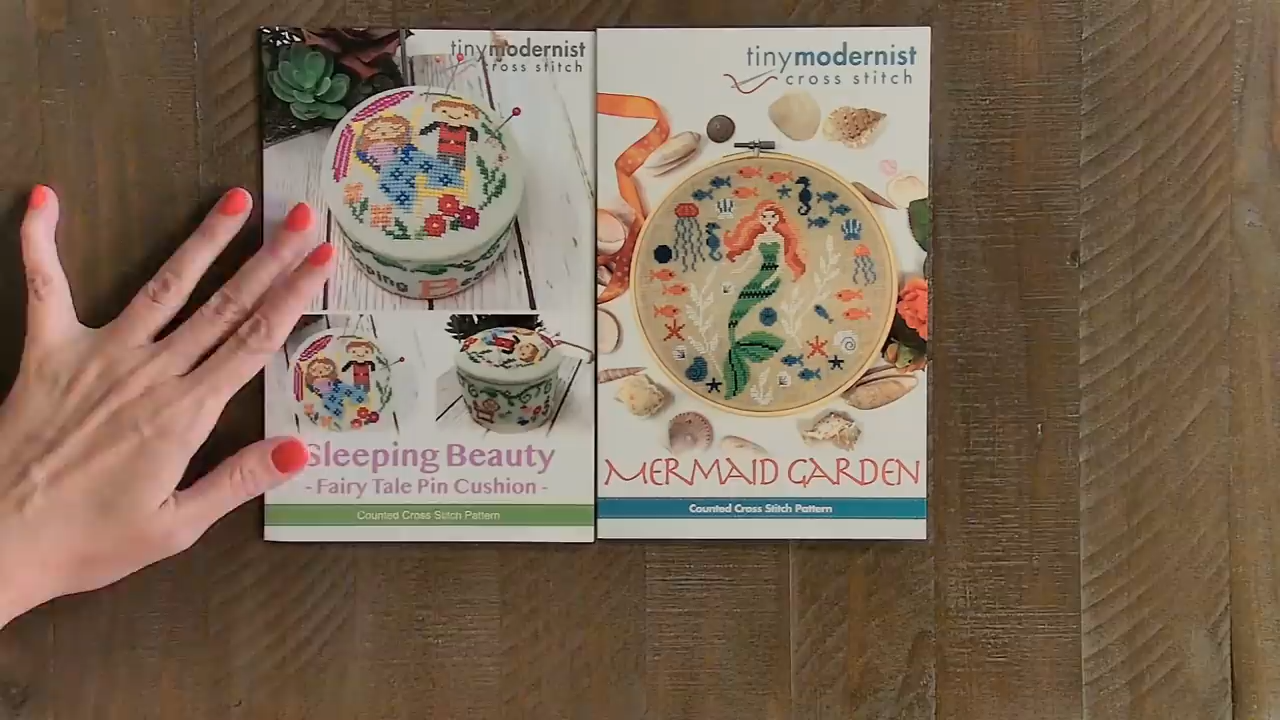 tinymodernist
cross stitch
Sleeping Beauty
- Fairy Tale Pin Cushion -
Counted Cross Stitch Pattern
tinymodernist
cross stitch
MERMAID GARDEN
Counted Cross Stitch Pattern